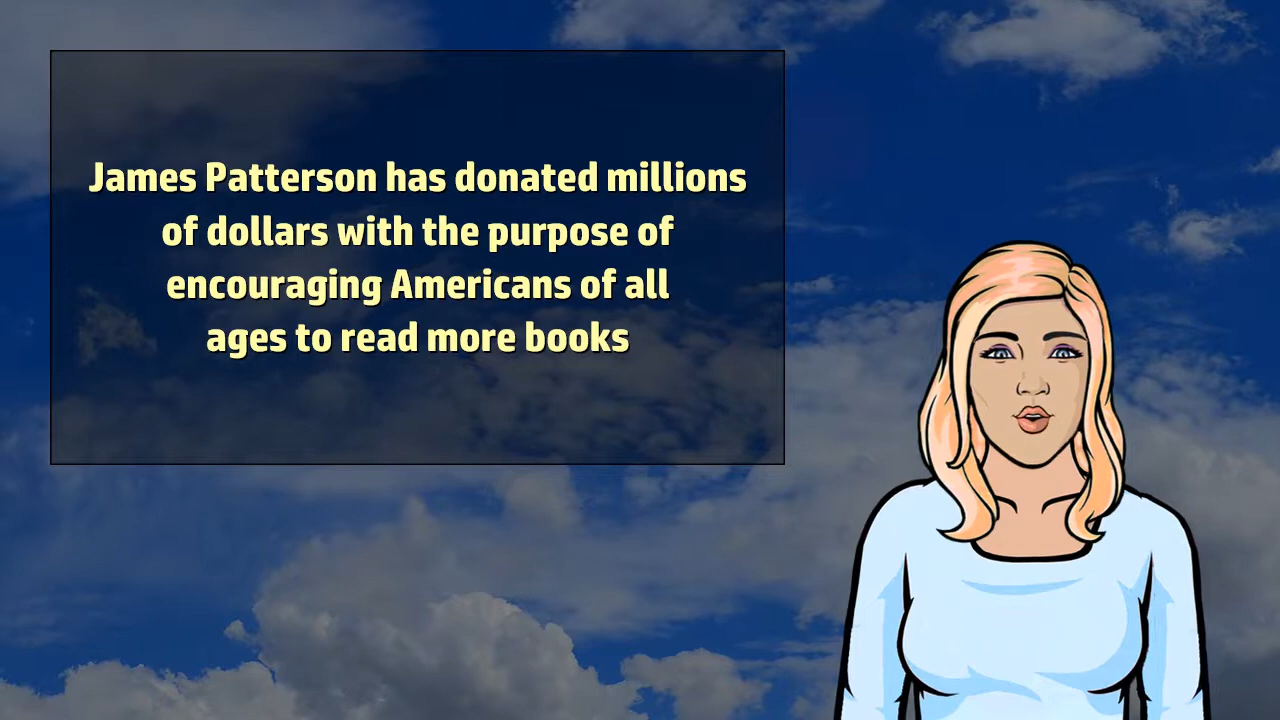 James Patterson has donated millions
of dollars with the purpose of
encouraging Americans of all
ages to read more books